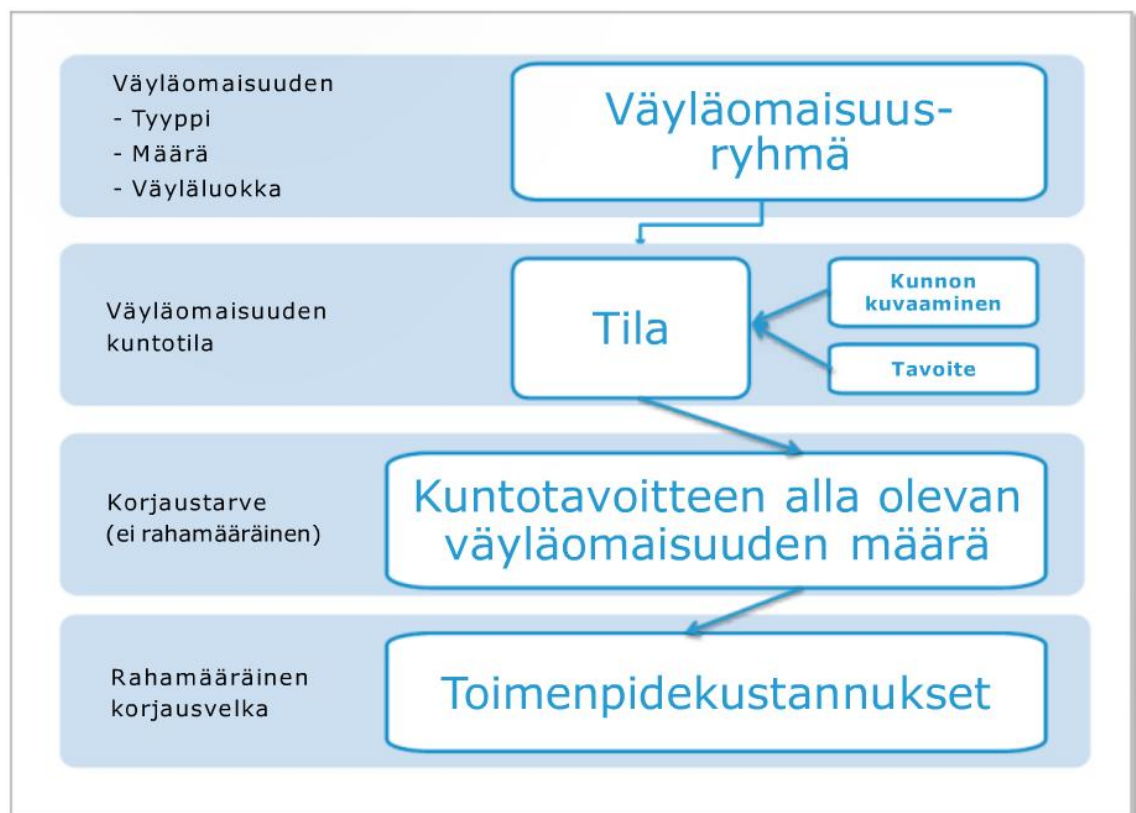 Väyläomaisuuden
- Tyyppi
- Määrä
- Väyläluokka
Väyläomaisuus-
ryhmä
Väyläomaisuuden
kuntotila
Tila
Kunnon
kuvaaminen
Tavoite
Korjaustarve
(ei rahamääräinen)
Kuntotavoitteen alla olevan
väyläomaisuuden määrä
Rahamääräinen
korjausvelka
Toimenpidekustannukset